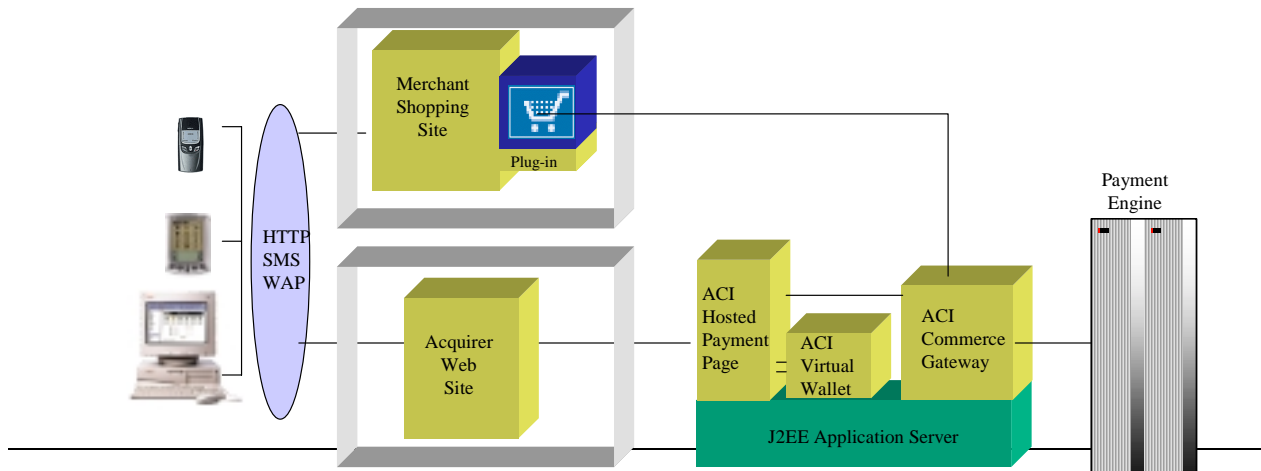 Merchant
Shopping
Site
Plug-in
Payment
Engine
HTTP
SMS
WAP
Acquirer
Web
Site
ACI
Hosted
Payment
Page
ACI
Virtual
Wallet
ACI
Commerce
Gateway
J2EE Application Server